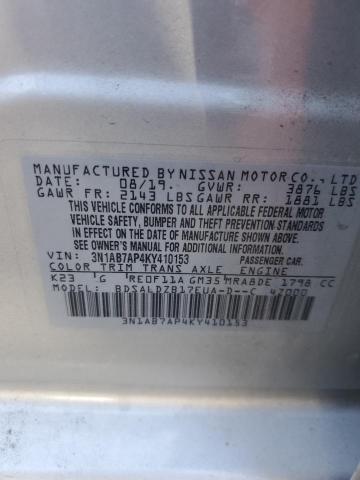 MANUFACTURED BY NISSAN MOTOR CO., LTD
DATE: 08/19. GVWR: 3876 LBS
GAWR FR: 2143 LBS GAWR RR: 1881 LBS
THIS VEHICLE CONFORMS TO ALL APPLICABLE FEDERAL MOTOR
VEHICLE SAFETY, BUMPER AND THEFT PREVENTION STANDARDS
IN EFFECT ON THE DATE OF MANUFACTURE SHOWN ABOVE.
SEE OWNER'S MANUAL FOR ADDITIONAL INFORMATION.
VIN: 3N1AB7AP4KY410153 PASSENGER CAR.
COLOR TRIM TRANS AXLE ENGINE
K23 G RE0F11A GM35 MRA8DE 1798 CC
MODEL: BDSALDZB17EUA-D--C 47000
3N1AB7AP4KY410153